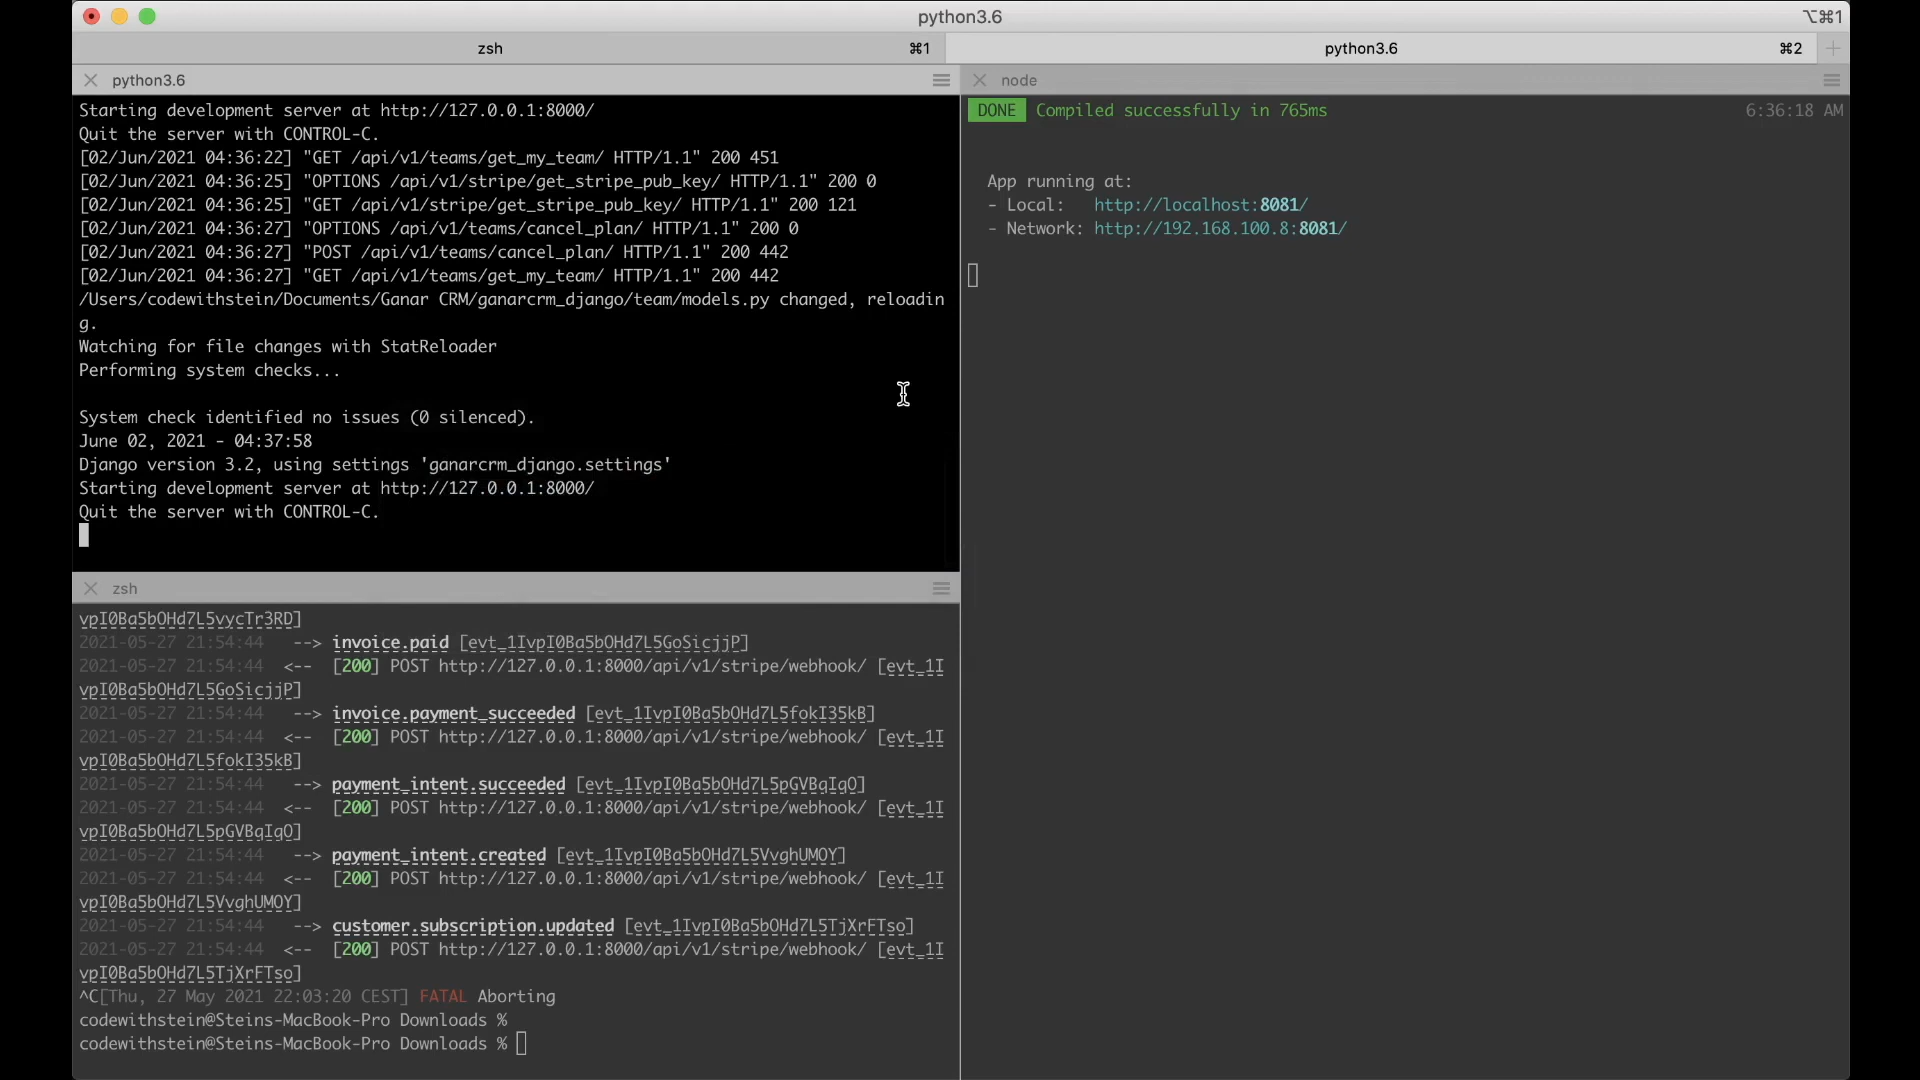 python3.6
⌥⌘1
zsh ⌘1
python3.6 ⌘2
python3.6
Starting development server at http://127.0.0.1:8000/
Quit the server with CONTROL-C.
[02/Jun/2021 04:36:22] "GET /api/v1/teams/get_my_team/ HTTP/1.1" 200 451
[02/Jun/2021 04:36:25] "OPTIONS /api/v1/stripe/get_stripe_pub_key/ HTTP/1.1" 200 0
[02/Jun/2021 04:36:25] "GET /api/v1/stripe/get_stripe_pub_key/ HTTP/1.1" 200 121
[02/Jun/2021 04:36:27] "OPTIONS /api/v1/teams/cancel_plan/ HTTP/1.1" 200 0
[02/Jun/2021 04:36:27] "POST /api/v1/teams/cancel_plan/ HTTP/1.1" 200 442
[02/Jun/2021 04:36:27] "GET /api/v1/teams/get_my_team/ HTTP/1.1" 200 442
/Users/codewithstein/Documents/Ganar CRM/ganarcrm_django/team/models.py changed, reloadin
g.
Watching for file changes with StatReloader
Performing system checks...
System check identified no issues (0 silenced).
June 02, 2021 - 04:37:58
Django version 3.2, using settings 'ganarcrm_django.settings'
Starting development server at http://127.0.0.1:8000/
Quit the server with CONTROL-C.
zsh
vpI0Ba5bOHd7L5vycTr3RD]
2021-05-27 21:54:44 --> invoice.paid [evt_1IvpI0Ba5bOHd7L5GoSicjjP]
2021-05-27 21:54:44 <-- [200] POST http://127.0.0.1:8000/api/v1/stripe/webhook/ [evt_1I
vpI0Ba5bOHd7L5GoSicjjP]
2021-05-27 21:54:44 --> invoice.payment_succeeded [evt_1IvpI0Ba5bOHd7L5fokI35kB]
2021-05-27 21:54:44 <-- [200] POST http://127.0.0.1:8000/api/v1/stripe/webhook/ [evt_1I
vpI0Ba5bOHd7L5fokI35kB]
2021-05-27 21:54:44 --> payment_intent.succeeded [evt_1IvpI0Ba5bOHd7L5pGVBqIqO]
2021-05-27 21:54:44 <-- [200] POST http://127.0.0.1:8000/api/v1/stripe/webhook/ [evt_1I
vpI0Ba5bOHd7L5pGVBqIqO]
2021-05-27 21:54:44 --> payment_intent.created [evt_1IvpI0Ba5bOHd7L5VvghUMOY]
2021-05-27 21:54:44 <-- [200] POST http://127.0.0.1:8000/api/v1/stripe/webhook/ [evt_1I
vpI0Ba5bOHd7L5VvghUMOY]
2021-05-27 21:54:44 --> customer.subscription.updated [evt_1IvpI0Ba5bOHd7L5TjXrFTso]
2021-05-27 21:54:44 <-- [200] POST http://127.0.0.1:8000/api/v1/stripe/webhook/ [evt_1I
vpI0Ba5bOHd7L5TjXrFTso]
^C[Thu, 27 May 2021 22:03:20 CEST] FATAL Aborting
codewithstein@Steins-MacBook-Pro Downloads %
codewithstein@Steins-MacBook-Pro Downloads %
node
DONE Compiled successfully in 765ms 6:36:18 AM
App running at:
- Local: http://localhost:8081/
- Network: http://192.168.100.8:8081/